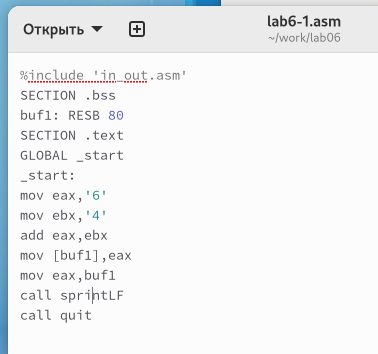 Открыть
lab6-1.asm
~/work/lab06
%include 'in_out.asm'
SECTION .bss
buf1: RESB 80
SECTION .text
GLOBAL _start
_start:
mov eax,'6'
mov ebx,'4'
add eax,ebx
mov [buf1],eax
mov eax,buf1
call sprintLF
call quit